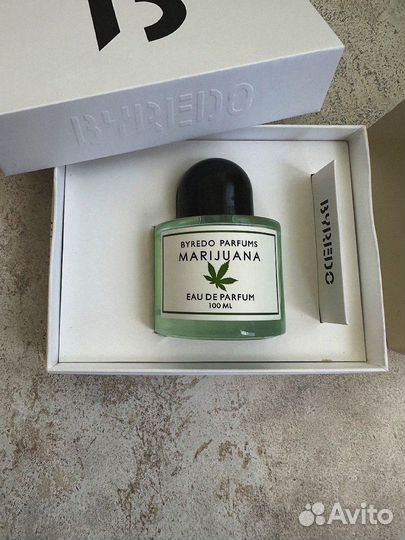 B
BYREDO
BYREDO PARFUMS
MARIJUANA
EAU DE PARFUM
100 ML
BYREDO
Avito